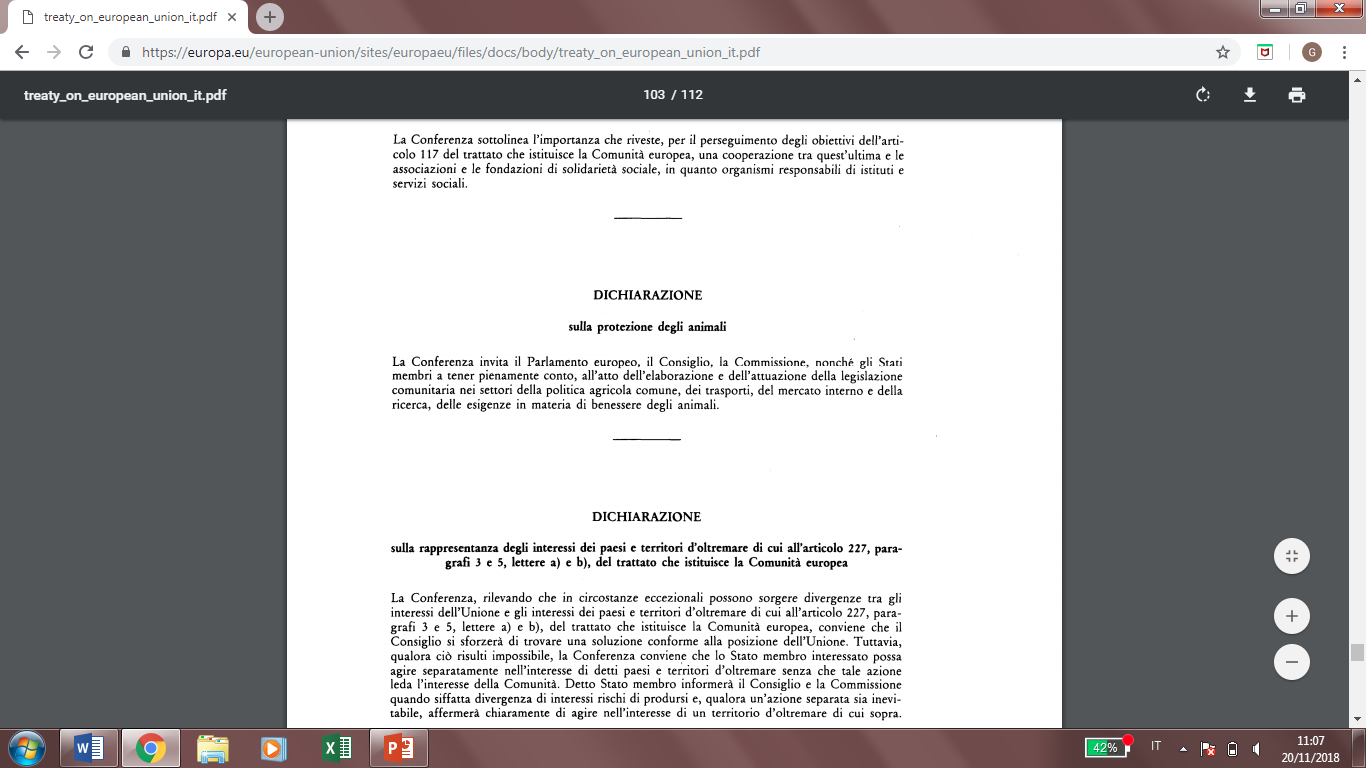 treaty_on_european_union_it.pdf
https://europa.eu/european-union/sites/europaeu/files/docs/body/treaty_on_european_union_it.pdf
G
treaty_on_european_union_it.pdf
103 / 112
La Conferenza sottolinea l'importanza che riveste, per il perseguimento degli obiettivi dell'arti-
colo 117 del trattato che istituisce la Comunità europea, una cooperazione tra quest'ultima e le
associazioni e le fondazioni di solidarietà sociale, in quanto organismi responsabili di istituti e
servizi sociali.
DICHIARAZIONE
sulla protezione degli animali
La Conferenza invita il Parlamento europeo, il Consiglio, la Commissione, nonché gli Stati
membri a tener pienamente conto, all'atto dell'elaborazione e dell'attuazione della legislazione
comunitaria nei settori della politica agricola comune, dei trasporti, del mercato interno e della
ricerca, delle esigenze in materia di benessere degli animali.
DICHIARAZIONE
sulla rappresentanza degli interessi dei paesi e territori d'oltremare di cui all'articolo 227, para-
grafi 3 e 5, lettere a) e b), del trattato che istituisce la Comunità europea
La Conferenza, rilevando che in circostanze eccezionali possono sorgere divergenze tra gli
interessi dell'Unione e gli interessi dei paesi e territori d'oltremare di cui all'articolo 227, para-
grafi 3 e 5, lettere a) e b), del trattato che istituisce la Comunità europea, conviene che il
Consiglio si sforzerà di trovare una soluzione conforme alla posizione dell'Unione. Tuttavia,
qualora ciò risulti impossibile, la Conferenza conviene che lo Stato membro interessato possa
agire separatamente nell'interesse di detti paesi e territori d'oltremare senza che tale azione
leda l'interesse della Comunità. Detto Stato membro informerà il Consiglio e la Commissione
quando siffatta divergenza di interessi rischi di prodursi e, qualora un'azione separata sia inevi-
tabile, affermerà chiaramente di agire nell'interesse di un territorio d'oltremare di cui sopra.
42%
IT
11:07
20/11/2018